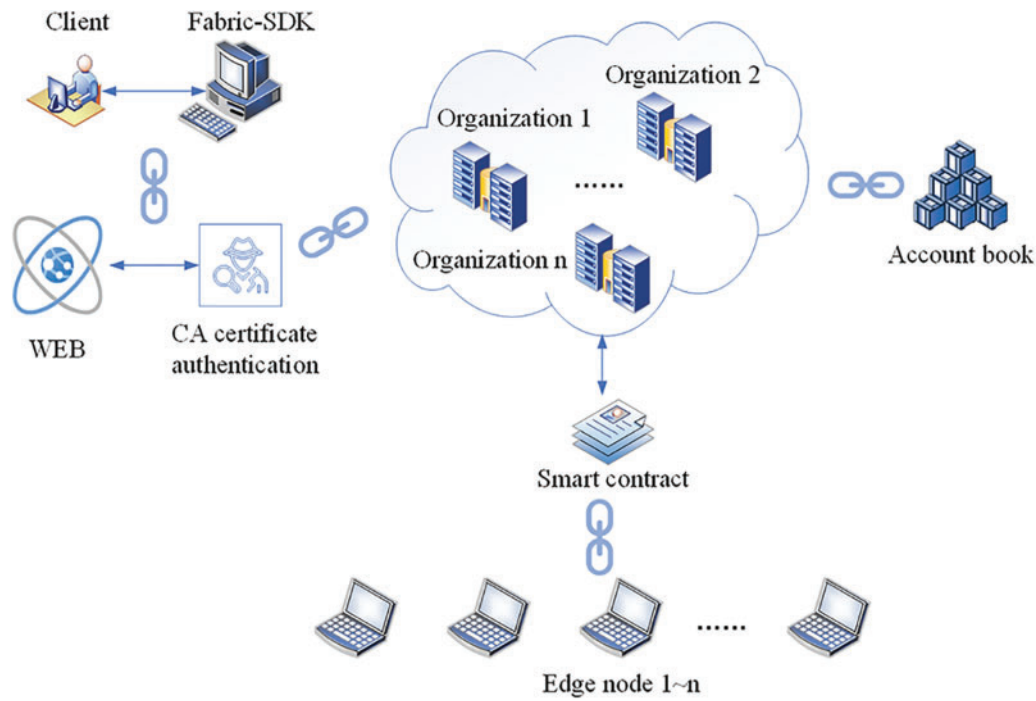 Client
Fabric-SDK
Organization 2
Organization 1
......
Organization n
Account book
WEB
CA certificate
authentication
Smart contract
......
Edge node 1~n